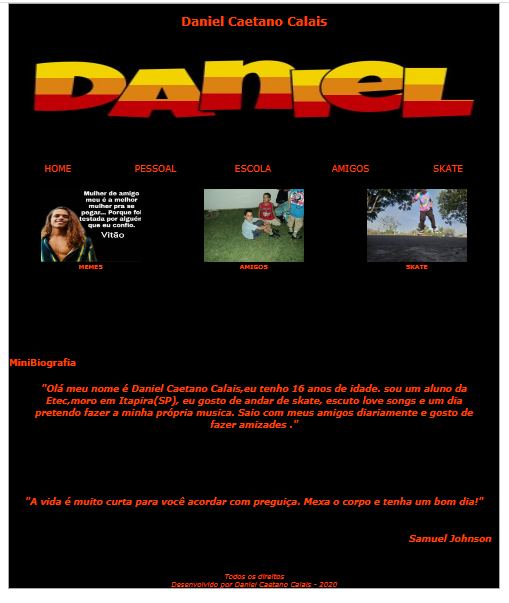 Daniel Caetano Calais
DANIEL
HOME PESSOAL ESCOLA AMIGOS SKATE
Mulher de amigo
meu é a melhor
mulher pra se
pegar... Porque foi
testada por alguém
que eu confio.
Vitão
MEMES AMIGOS SKATE
MiniBiografia
"Olá meu nome é Daniel Caetano Calais,eu tenho 16 anos de idade. sou um aluno da
Etec,moro em Itapira(SP), eu gosto de andar de skate, escuto love songs e um dia
pretendo fazer a minha própria musica. Saio com meus amigos diariamente e gosto de
fazer amizades ."
"A vida é muito curta para você acordar com preguiça. Mexa o corpo e tenha um bom dia!"
Samuel Johnson
Todos os direitos
Desenvolvido por Daniel Caetano Calais - 2020